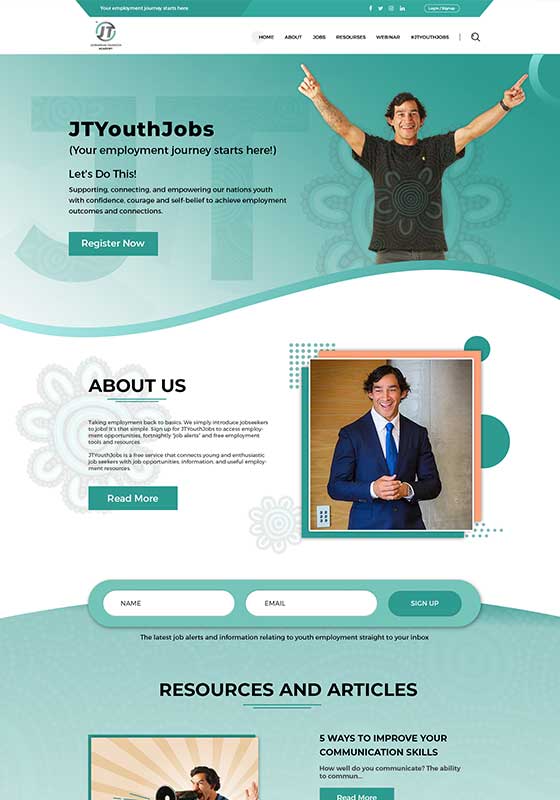 Your employment journey starts here
Login / Signup
JT
ACADEMY
HOME
ABOUT
JOBS
RESOURSES
WEBINAR
#JTYOUTHJOBS
JT
JTYouthJobs
(Your employment journey starts here!)
Let's Do This!
Supporting, connecting, and empowering our nations youth
with confidence, courage and self-belief to achieve employment
outcomes and connections.
Register Now
ABOUT US
Taking employment back to basics. We simply introduce jobseekers
to jobs! It's that simple. Sign up for JTYouthJobs to access employ-
ment opportunities, fortnightly "job alerts" and free employment
tools and resources.
JTYouthJobs is a free service that connects young and enthusiastic
job seekers with job opportunities, information, and useful employ-
ment resources.
Read More
NAME
EMAIL
SIGN UP
The latest job alerts and information relating to youth employment straight to your inbox
RESOURCES AND ARTICLES
5 WAYS TO IMPROVE YOUR
COMMUNICATION SKILLS
How well do you communicate? The ability
to commun...
Read More